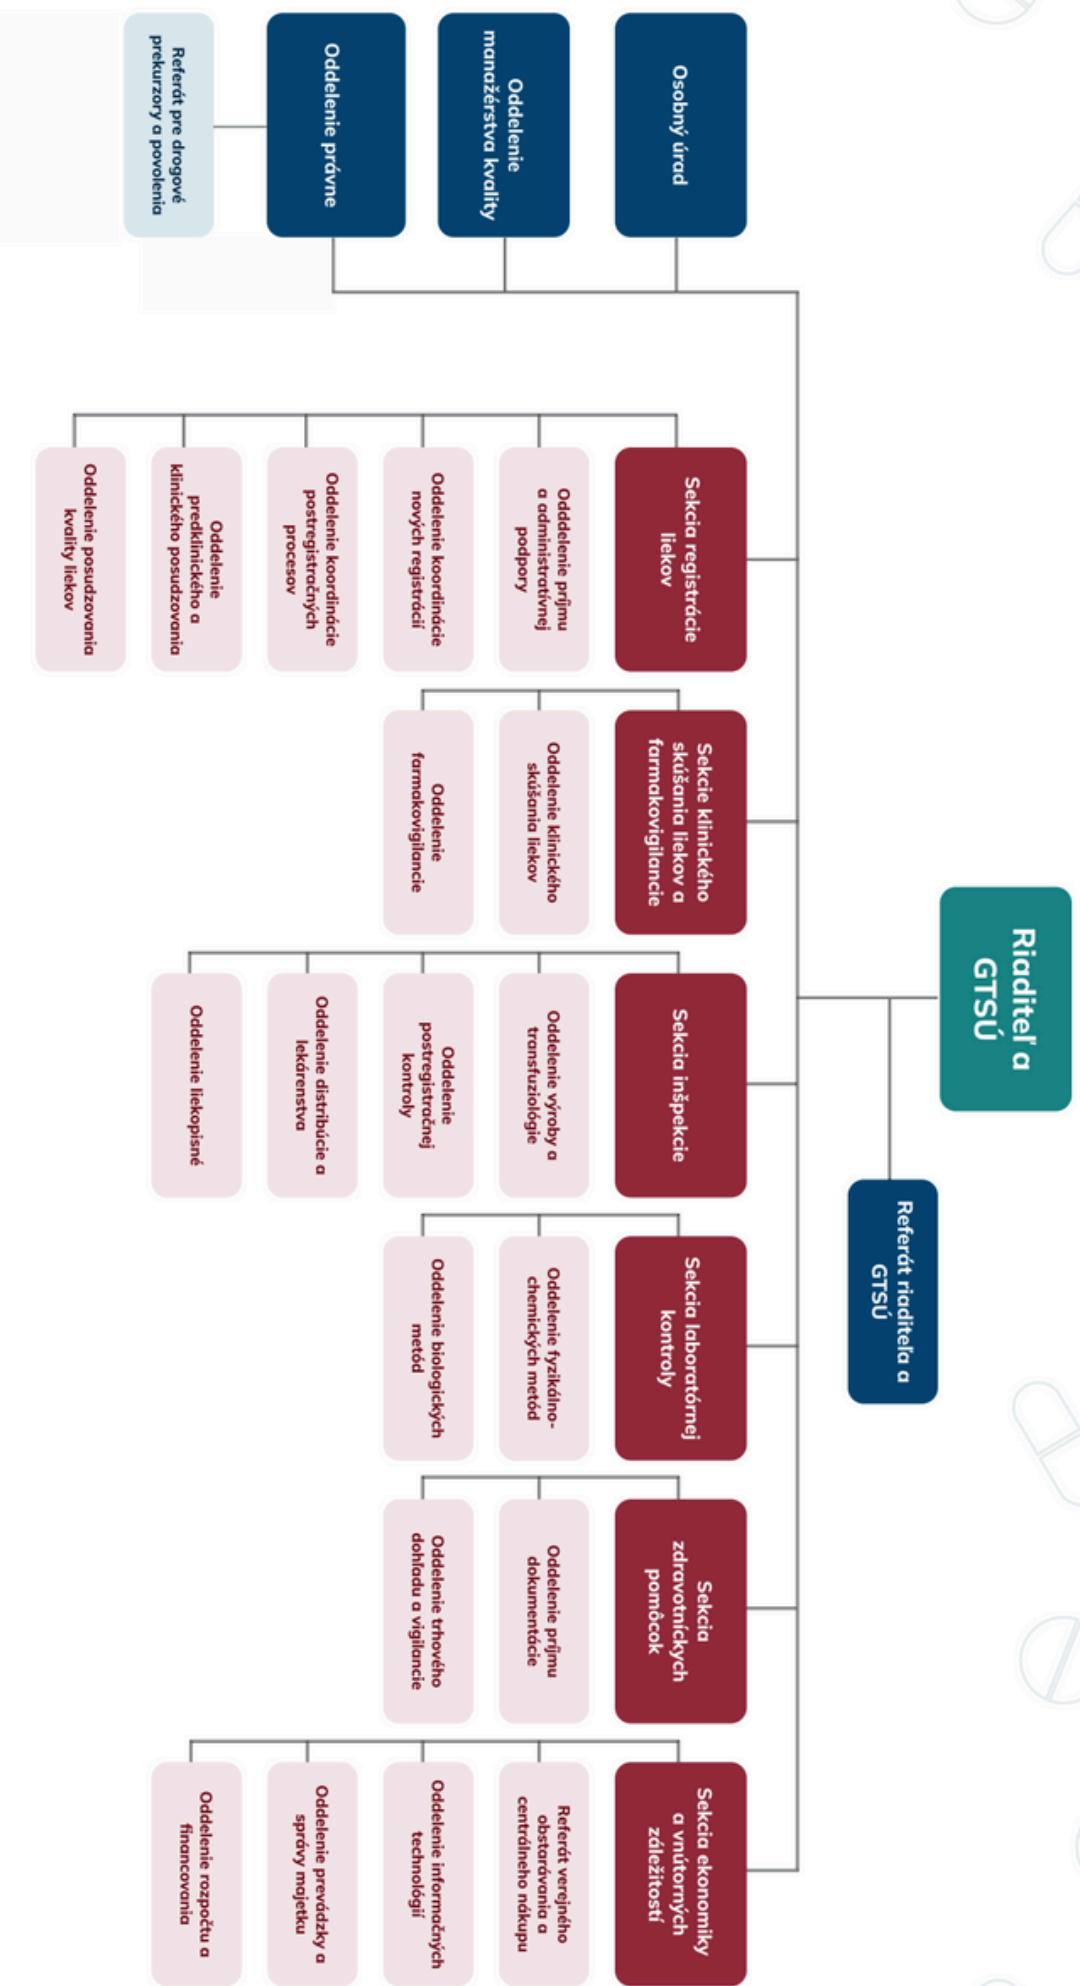 Riaditeľ a
GTSÚ
Referát riaditeľa a
GTSÚ
Osobný úrad
Oddelenie
manažérstva kvality
Oddelenie právne
Referát pre drogové
prekurzory a povolenia
Sekcia registrácie
liekov
Odddelenie príjmu
a administratívnej
podpory
Oddelenie koordinácie
nových registrácií
Oddelenie koordinácie
postregistračných
procesov
Oddelenie
predklinického a
klinického posudzovania
Oddelenie posudzovania
kvality liekov
Sekcie klinického
skúšania liekov a
farmakovigilancie
Oddelenie klinického
skúšania liekov
Oddelenie
farmakovigilancie
Sekcia inšpekcie
Oddelenie výroby a
transfuziológie
Oddelenie
postregistračnej
kontroly
Oddelenie distribúcie a
lekárenstva
Oddelenie liekopisné
Sekcia laboratórnej
kontroly
Oddelenie fyzikálno-
chemických metód
Oddelenie biologických
metód
Sekcia
zdravotníckych
pomôcok
Oddelenie príjmu
dokumentácie
Oddelenie trhového
dohľadu a vigilancie
Sekcia ekonomiky
a vnútorných
záležitostí
Referát verejného
obstarávania a
centrálneho nákupu
Oddelenie informačných
technológií
Oddelenie prevádzky a
správy majetku
Oddelenie rozpočtu a
financovania